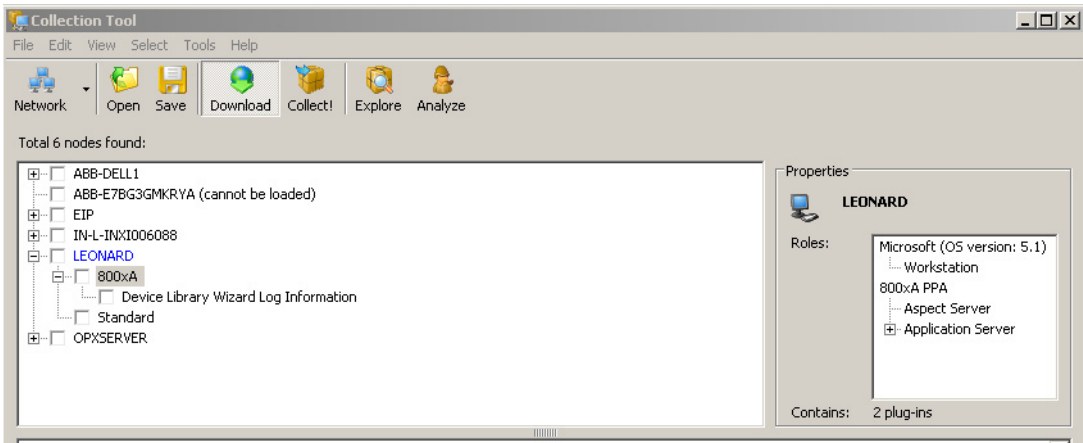 Collection Tool
File Edit View Select Tools Help
Network Open Save Download Collect! Explore Analyze
Total 6 nodes found:
ABB-DELL1
ABB-E7BG3GMKRYA (cannot be loaded)
EIP
IN-L-INXI006088
LEONARD
800xA
Device Library Wizard Log Information
Standard
OPXSERVER
Properties
LEONARD
Roles:
Microsoft (OS version: 5.1)
Workstation
800xA PPA
Aspect Server
Application Server
Contains: 2 plug-ins